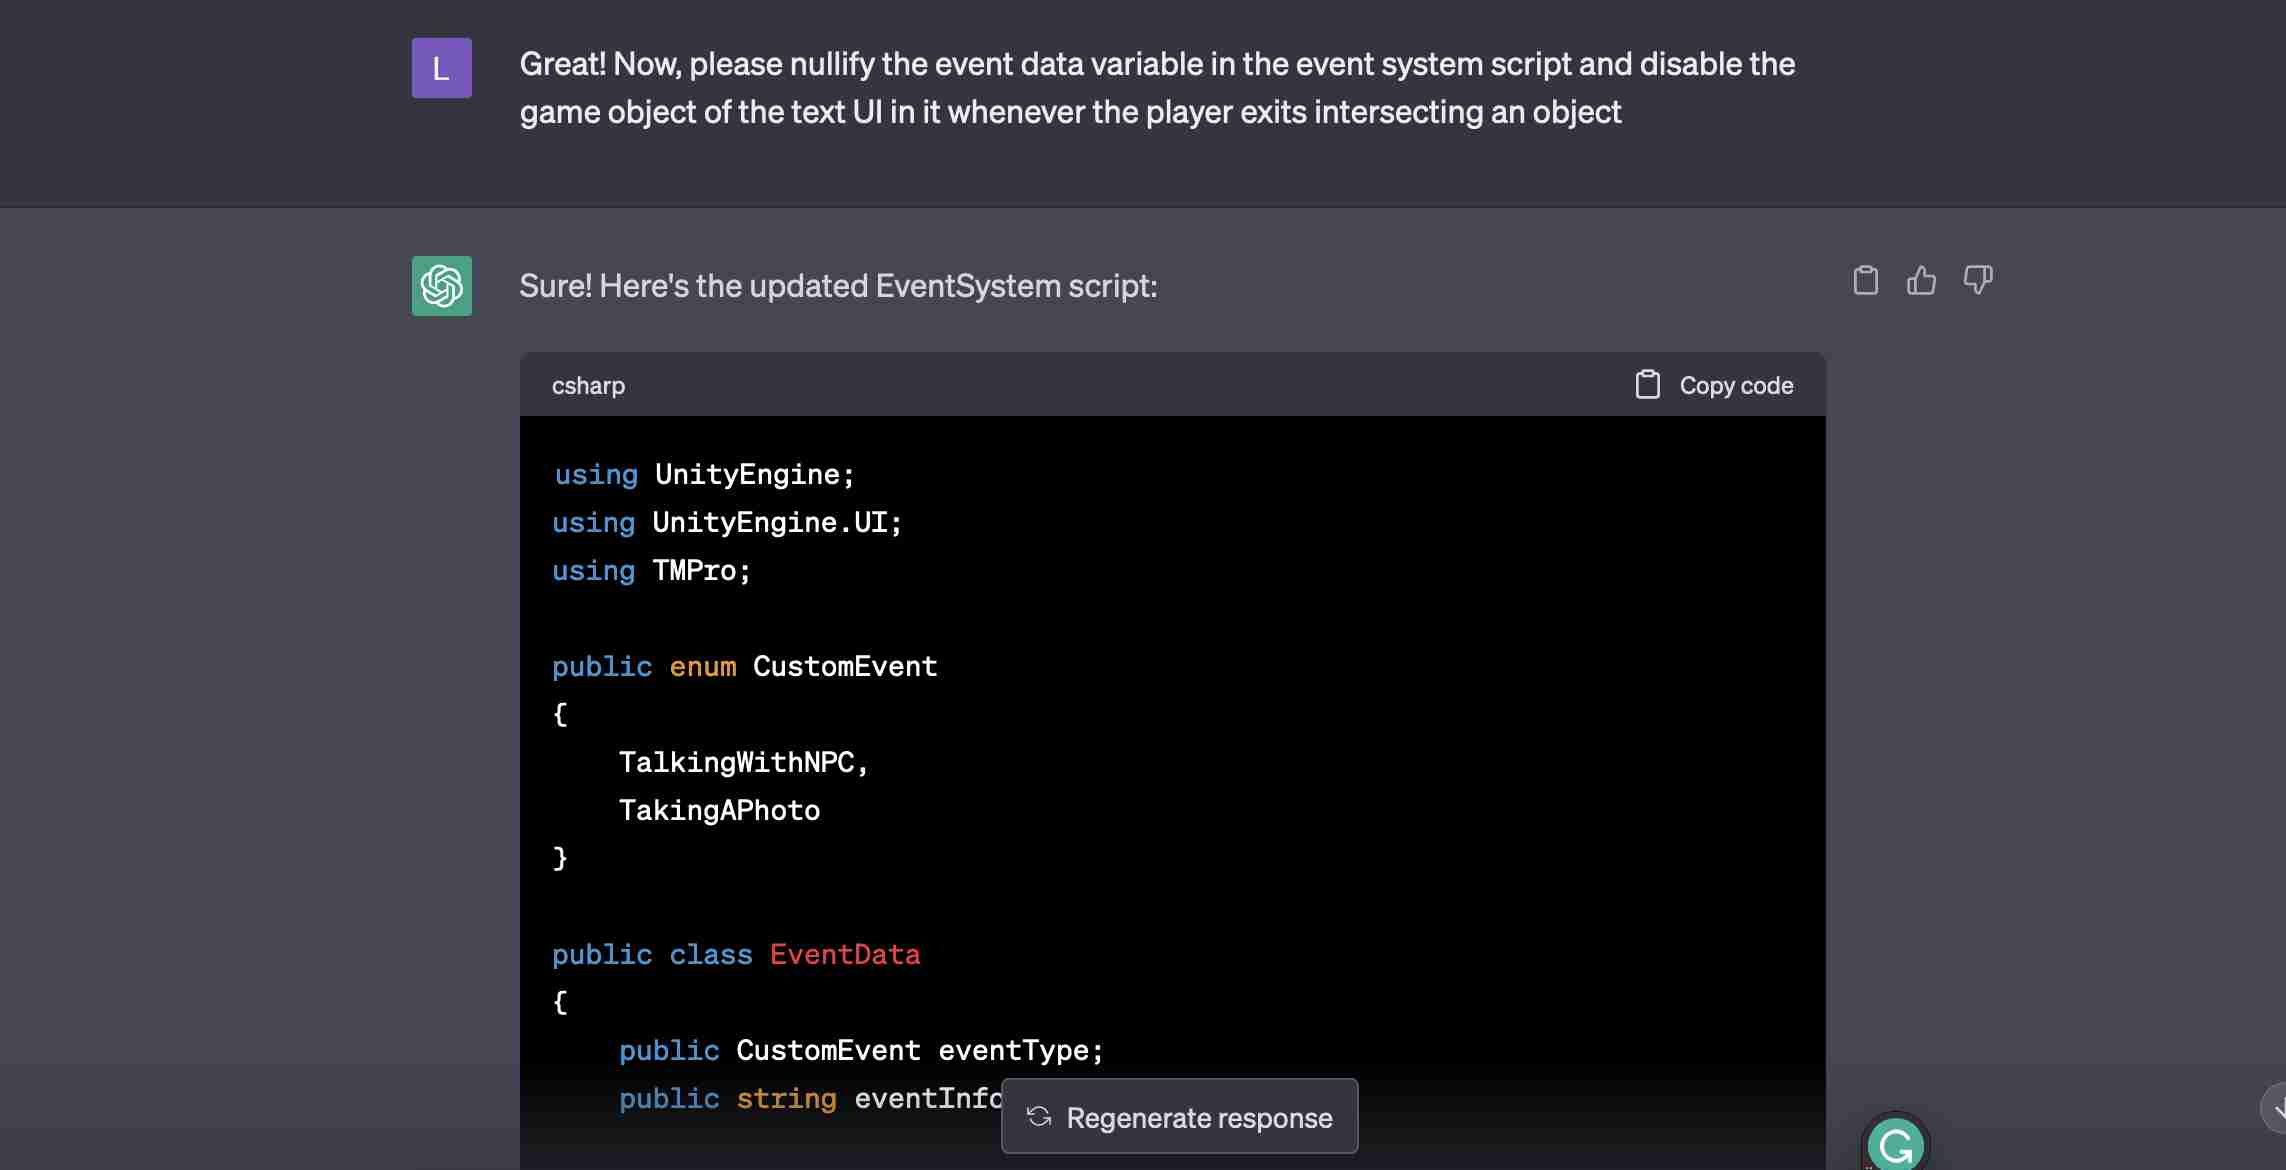 L
Great! Now, please nullify the event data variable in the event system script and disable the
game object of the text UI in it whenever the player exits intersecting an object
Sure! Here's the updated EventSystem script:
csharp
Copy code
using UnityEngine;
using UnityEngine.UI;
using TMPro;
public enum CustomEvent
{
    TalkingWithNPC,
    TakingAPhoto
}
public class EventData
{
    public CustomEvent eventType;
    public string eventInfo
Regenerate response